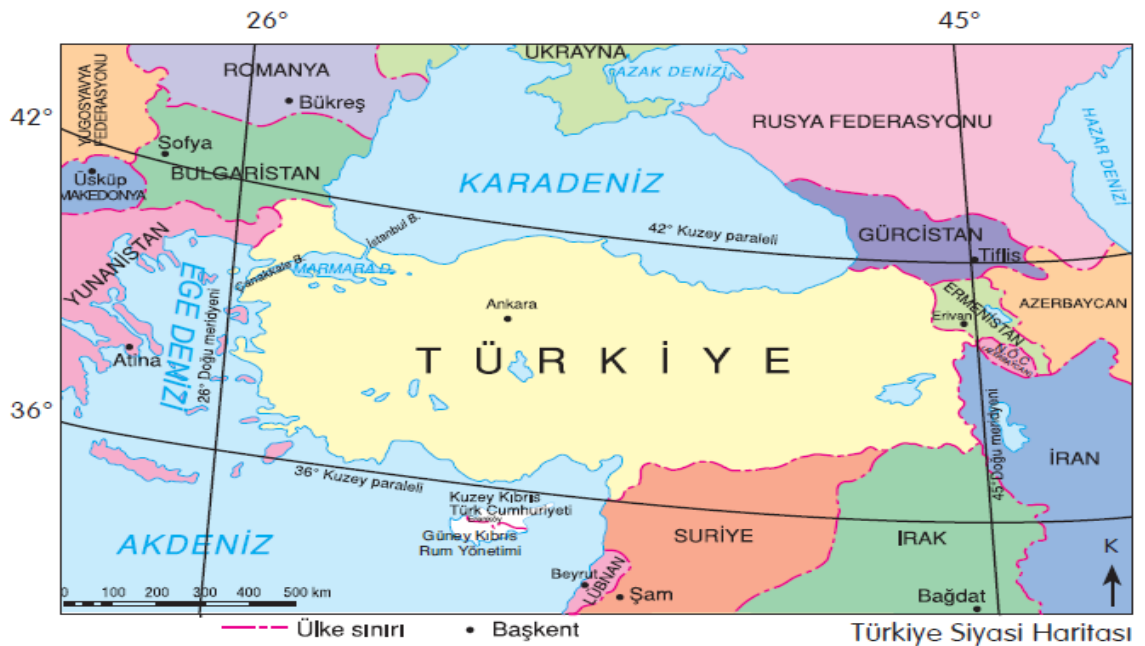 26°
45°
42°
36°
YUGOSYAVYA
FEDERASYONU
ROMANYA
Bükreş
UKRAYNA
AZAK DENİZİ
RUSYA FEDERASYONU
HAZAR DENİZİ
Sofya
BULGARİSTAN
Üsküp
MAKEDONYA
KARADENİZ
42° Kuzey paraleli
GÜRCİSTAN
Tiflis
YUNANİSTAN
EGE DEMİZİ
26° Doğu meridyeni
Atina
İstanbul B.
Çanakkale B.
MARMARA D.
Ankara
TÜRKİYE
ERMENİSTAN
Erivan
AZERBAYCAN
45° Doğu meridyeni
İRAN
36° Kuzey paraleli
Kuzey Kıbrıs
Türk Cumhuriyeti
Güney Kıbrıs
Rum Yönetimi
AKDENİZ
SURİYE
IRAK
Beyrut
LÜBNAN
Şam
Bağdat
K
0 100 200 300 400 500 km
Ülke sınırı
Başkent
Türkiye Siyasi Haritası